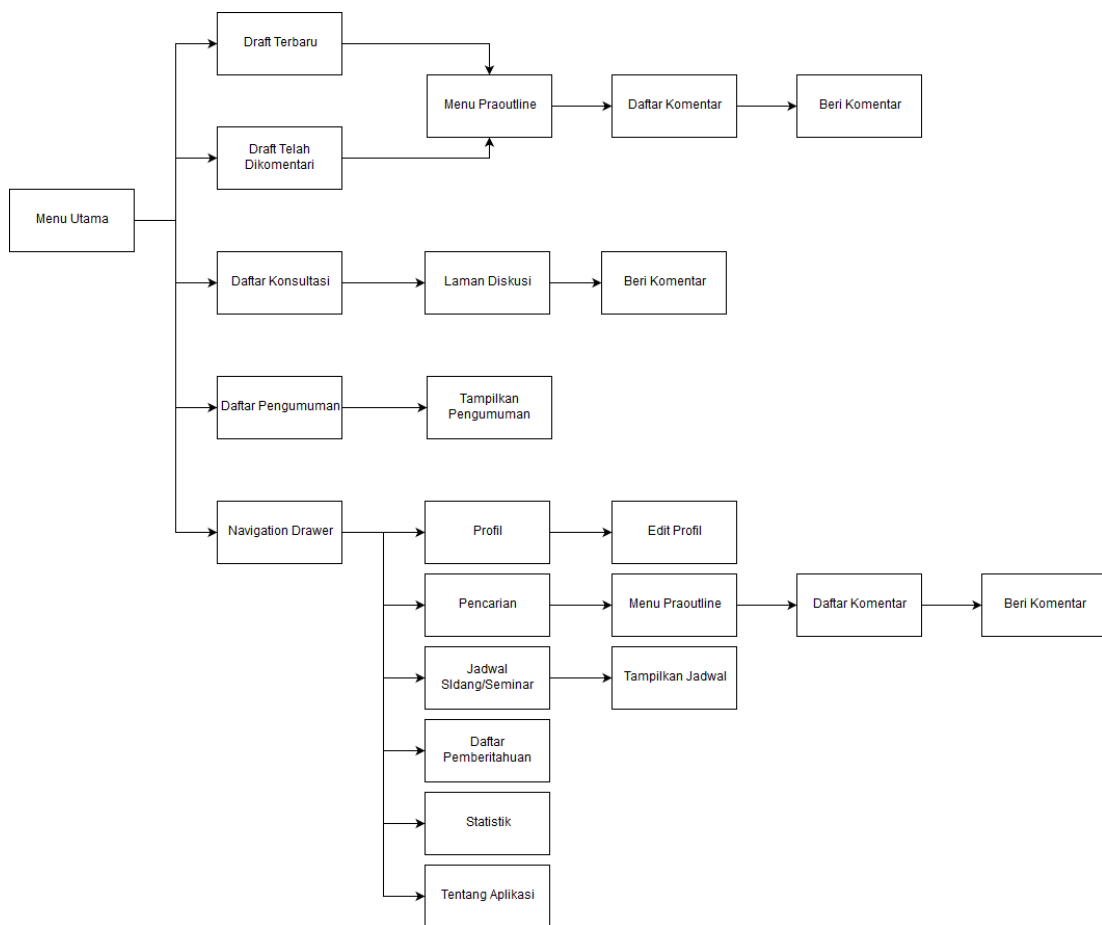 Draft Terbaru
Menu Praoutline
Daftar Komentar
Beri Komentar
Draft Telah
Dikomentari
Menu Utama
Daftar Konsultasi
Laman Diskusi
Beri Komentar
Daftar Pengumuman
Tampilkan
Pengumuman
Navigation Drawer
Profil
Edit Profil
Pencarian
Menu Praoutline
Daftar Komentar
Beri Komentar
Jadwal
SIdang/Seminar
Tampilkan Jadwal
Daftar
Pemberitahuan
Statistik
Tentang Aplikasi